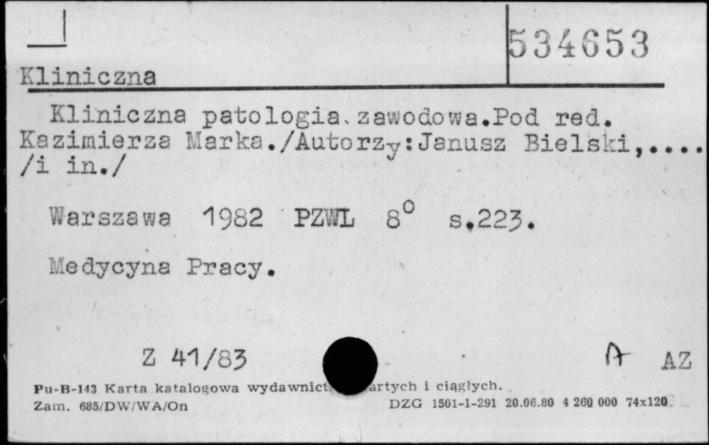 534653
Kliniczna
Kliniczna patologia zawodowa.Pod red.
Kazimierza Marka./Autorzy:Janusz Bielski,....
/i in./
Warszawa 1982 PZWL 8° s.223.
Medycyna Pracy.
Z 41/83
A AZ
Pu-B-143 Karta katalogowa wydawnict artych i ciągłych.
Zam. 685/DW/WA/On DZG 1501-1-291 20.06.80 4 260 000 74x120